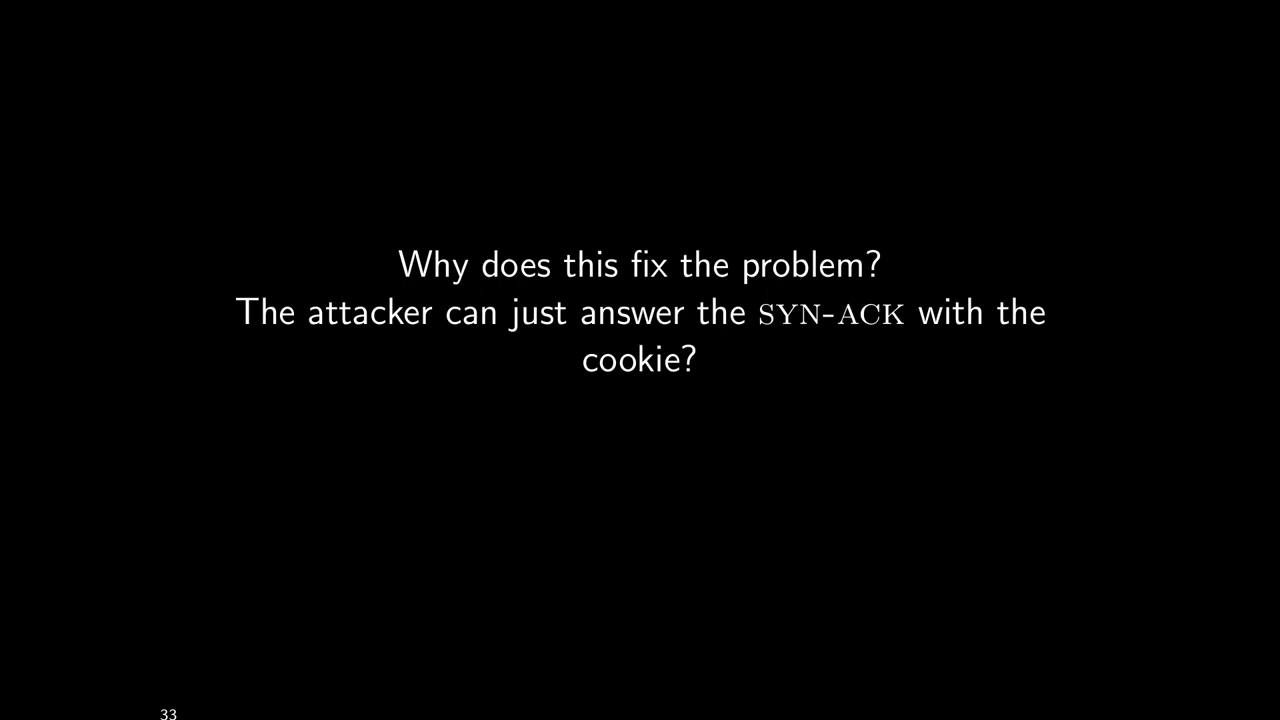 Why does this fix the problem?
The attacker can just answer the SYN-ACK with the
cookie?
33